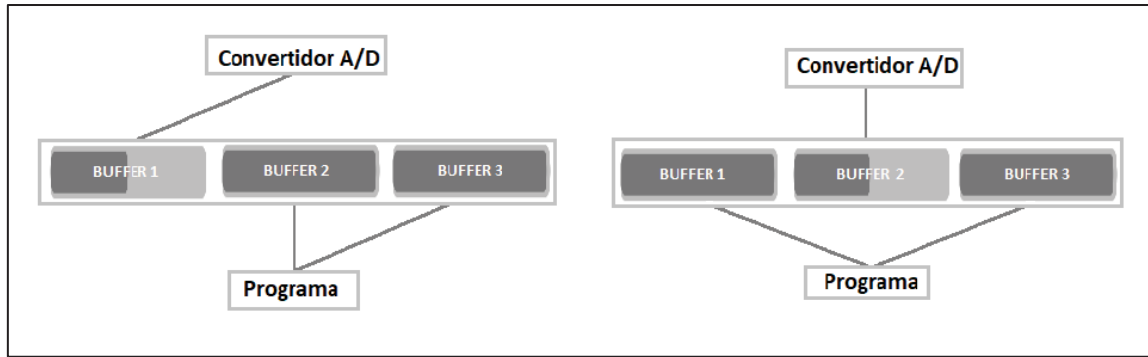 Convertidor A/D
BUFFER 1
BUFFER 2
BUFFER 3
Programa
Convertidor A/D
BUFFER 1
BUFFER 2
BUFFER 3
Programa